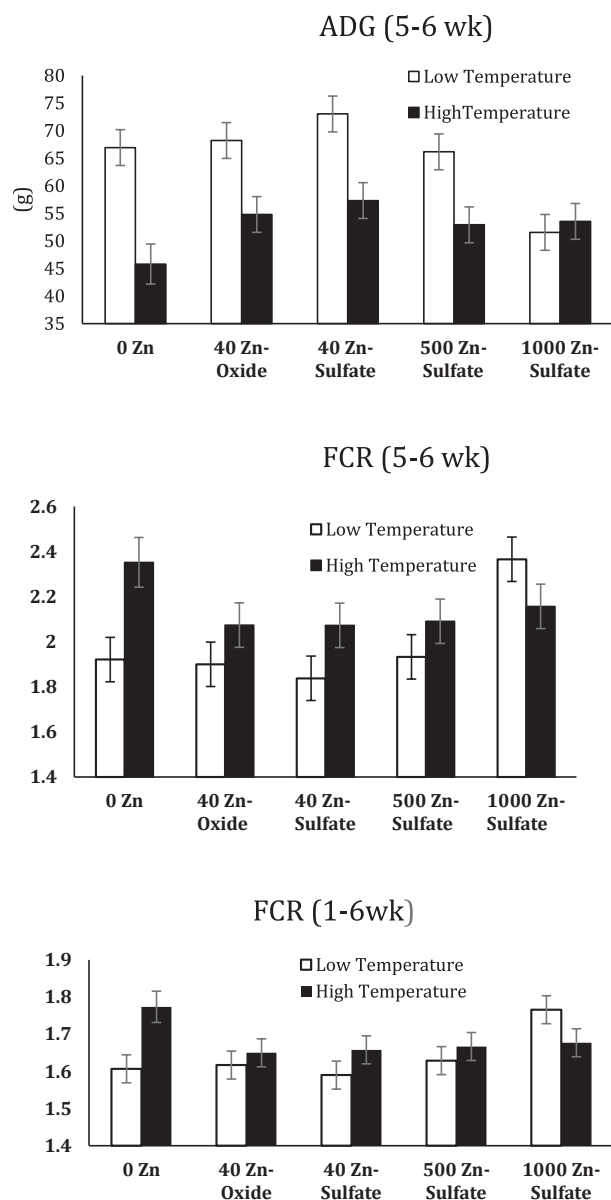 ADG (5-6 wk)
Low Temperature
HighTemperature
(g)
80
75
70
65
60
55
50
45
40
35
0 Zn
40 Zn-
Oxide
40 Zn-
Sulfate
500 Zn-
Sulfate
1000 Zn-
Sulfate
FCR (5-6 wk)
Low Temperature
High Temperature
2.6
2.4
2.2
2
1.8
1.6
1.4
0 Zn
40 Zn-
Oxide
40 Zn-
Sulfate
500 Zn-
Sulfate
1000 Zn-
Sulfate
FCR (1-6wk)
Low Temperature
High Temperature
1.9
1.8
1.7
1.6
1.5
1.4
0 Zn
40 Zn-
Oxide
40 Zn-
Sulfate
500 Zn-
Sulfate
1000 Zn-
Sulfate